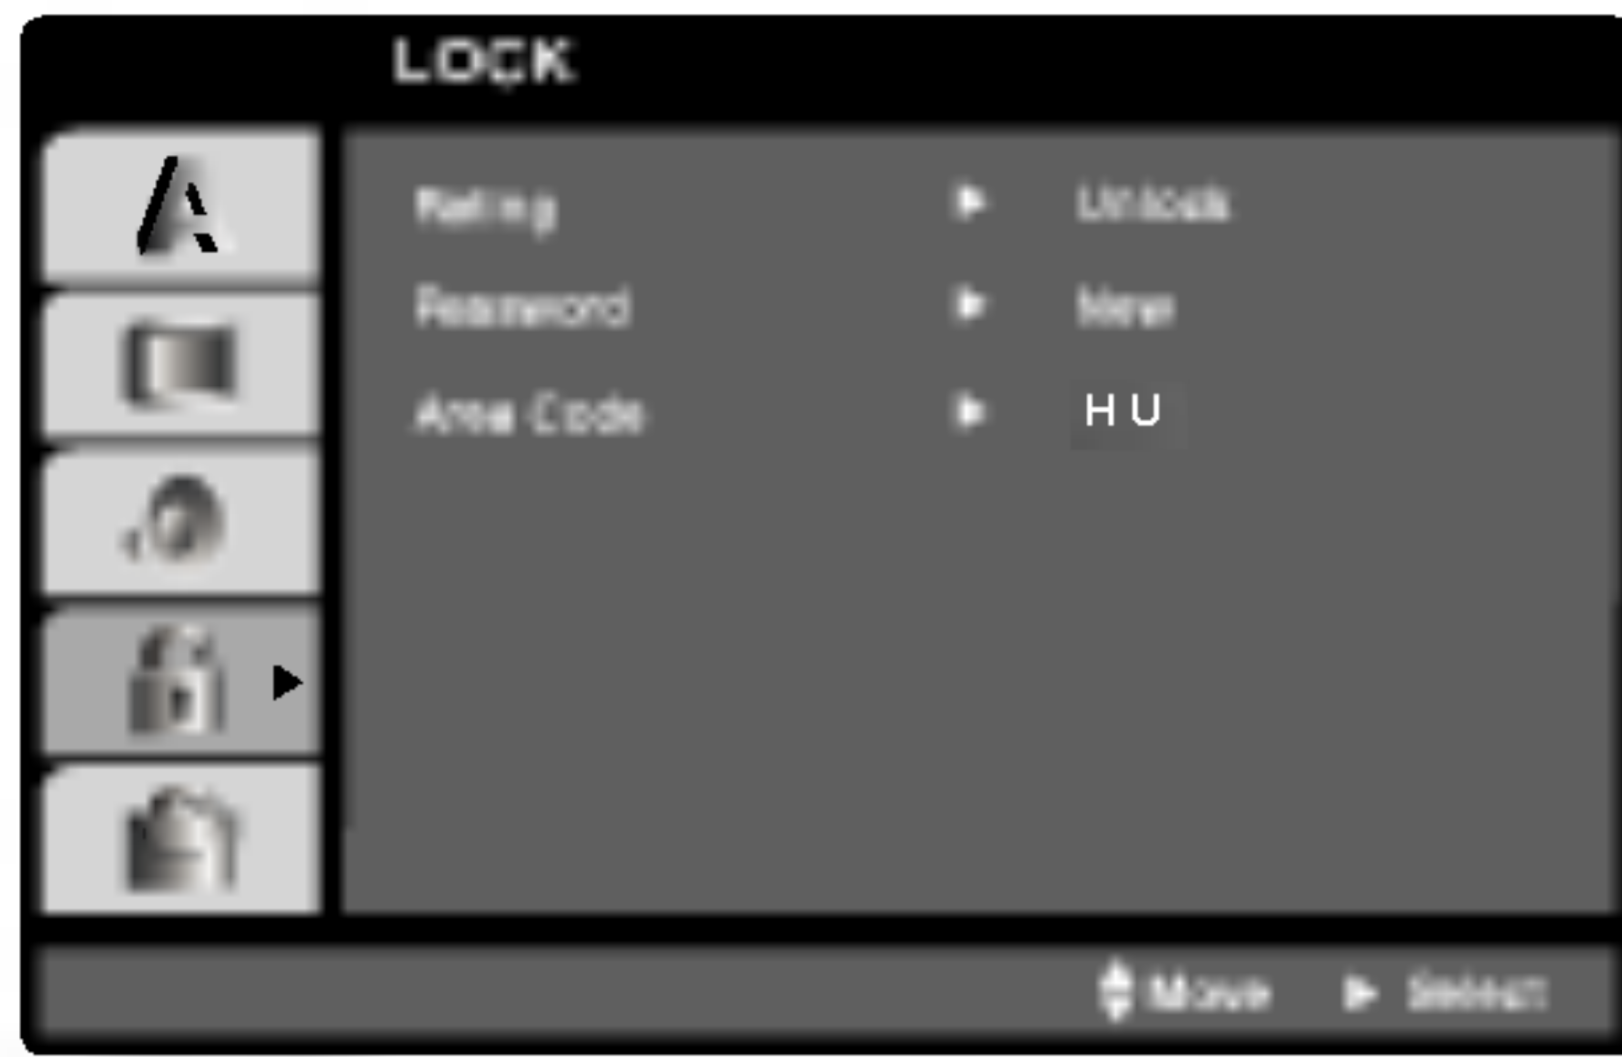 LOCK
Rating ► Unlock
Password ► New
Area Code ► H U
Move ► Select